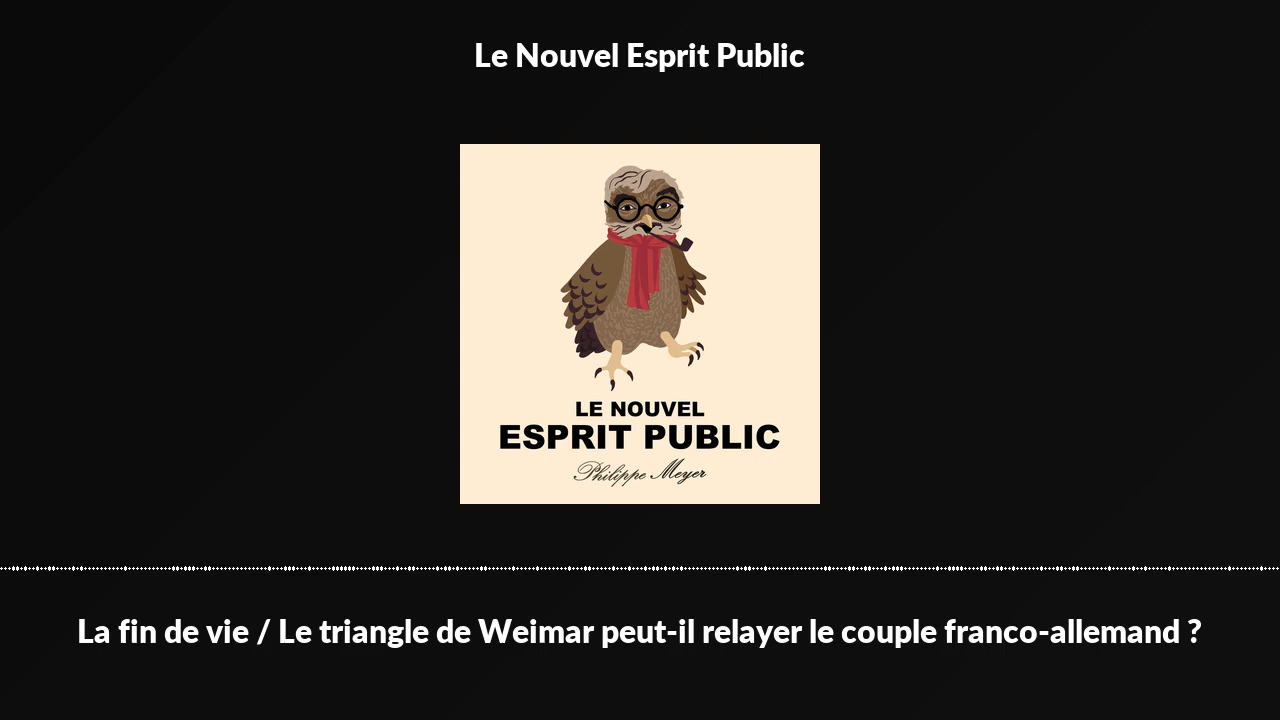 Le Nouvel Esprit Public
LE NOUVEL
ESPRIT PUBLIC
Philippe Meyer
La fin de vie / Le triangle de Weimar peut-il relayer le couple franco-allemand ?